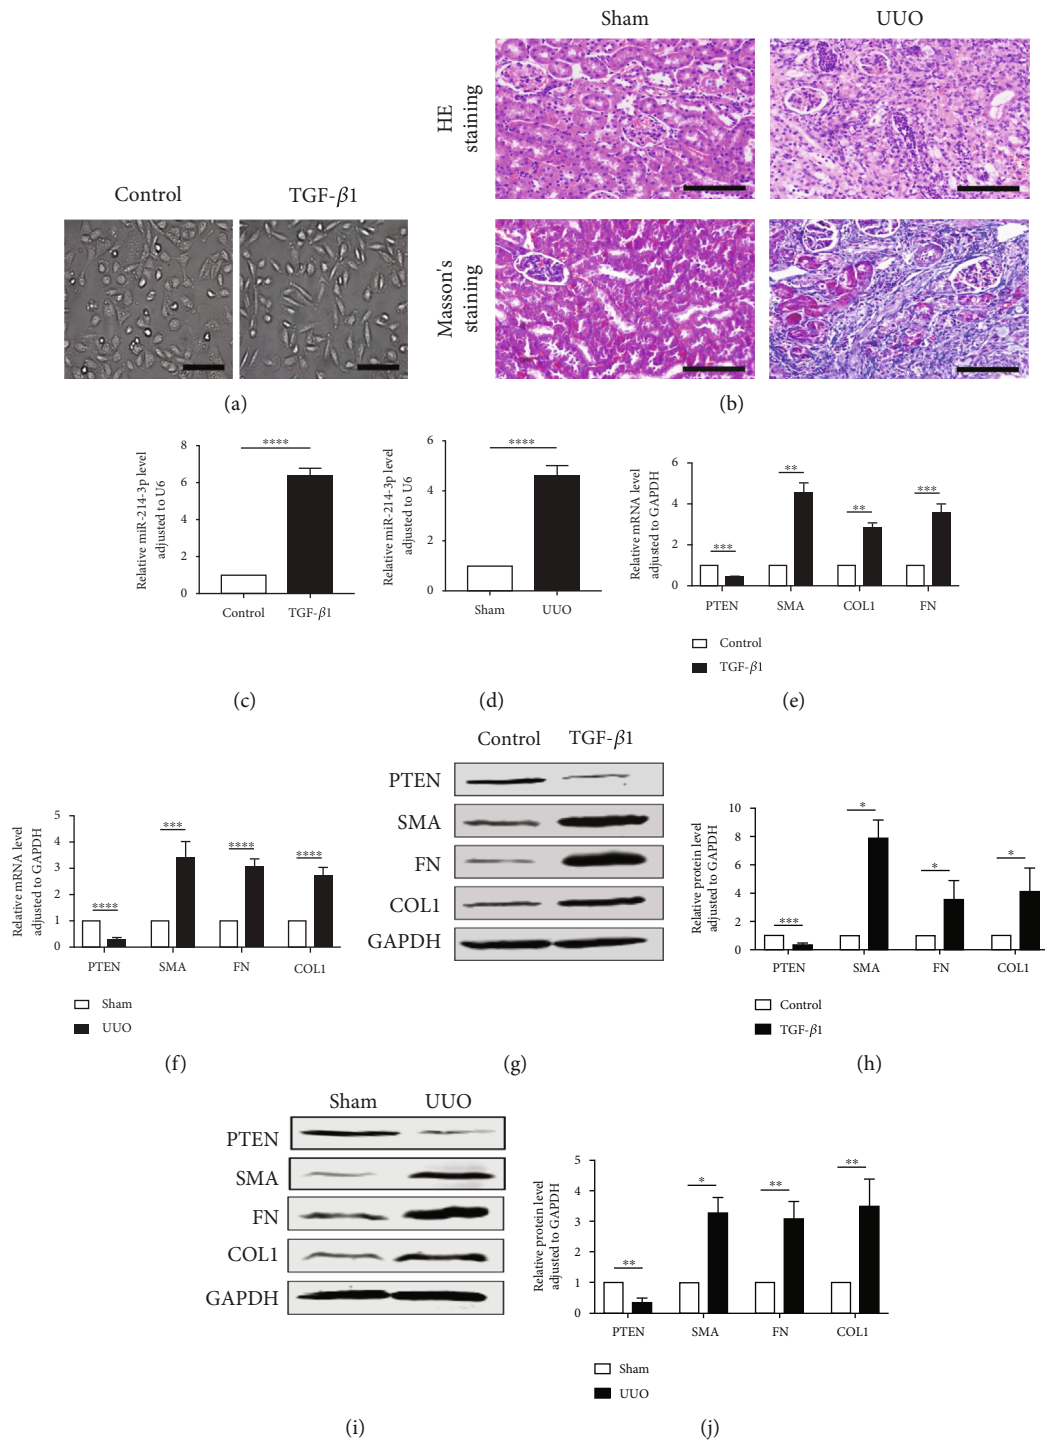 Sham
UUO
HE
staining
Masson's
staining
Control
TGF-β1
(a)
(b)
Relative miR-214-3p level
adjusted to U6
8
6
4
2
0
****
Control
TGF-β1
(c)
Relative miR-214-3p level
adjusted to U6
6
4
2
0
****
Sham
UUO
(d)
Relative mRNA level
adjusted to GAPDH
6
4
2
0
***
**
**
***
PTEN
SMA
COL1
FN
Control
TGF-β1
(e)
Relative mRNA level
adjusted to GAPDH
5
4
3
2
1
0
****
***
****
****
PTEN
SMA
FN
COL1
Sham
UUO
(f)
Control
TGF-β1
PTEN
SMA
FN
COL1
GAPDH
(g)
Relative protein level
adjusted to GAPDH
10
8
6
4
2
0
***
*
*
*
PTEN
SMA
FN
COL1
Control
TGF-β1
(h)
Sham
UUO
PTEN
SMA
FN
COL1
GAPDH
(i)
Relative protein level
adjusted to GAPDH
5
4
3
2
1
0
**
*
**
**
PTEN
SMA
FN
COL1
Sham
UUO
(j)